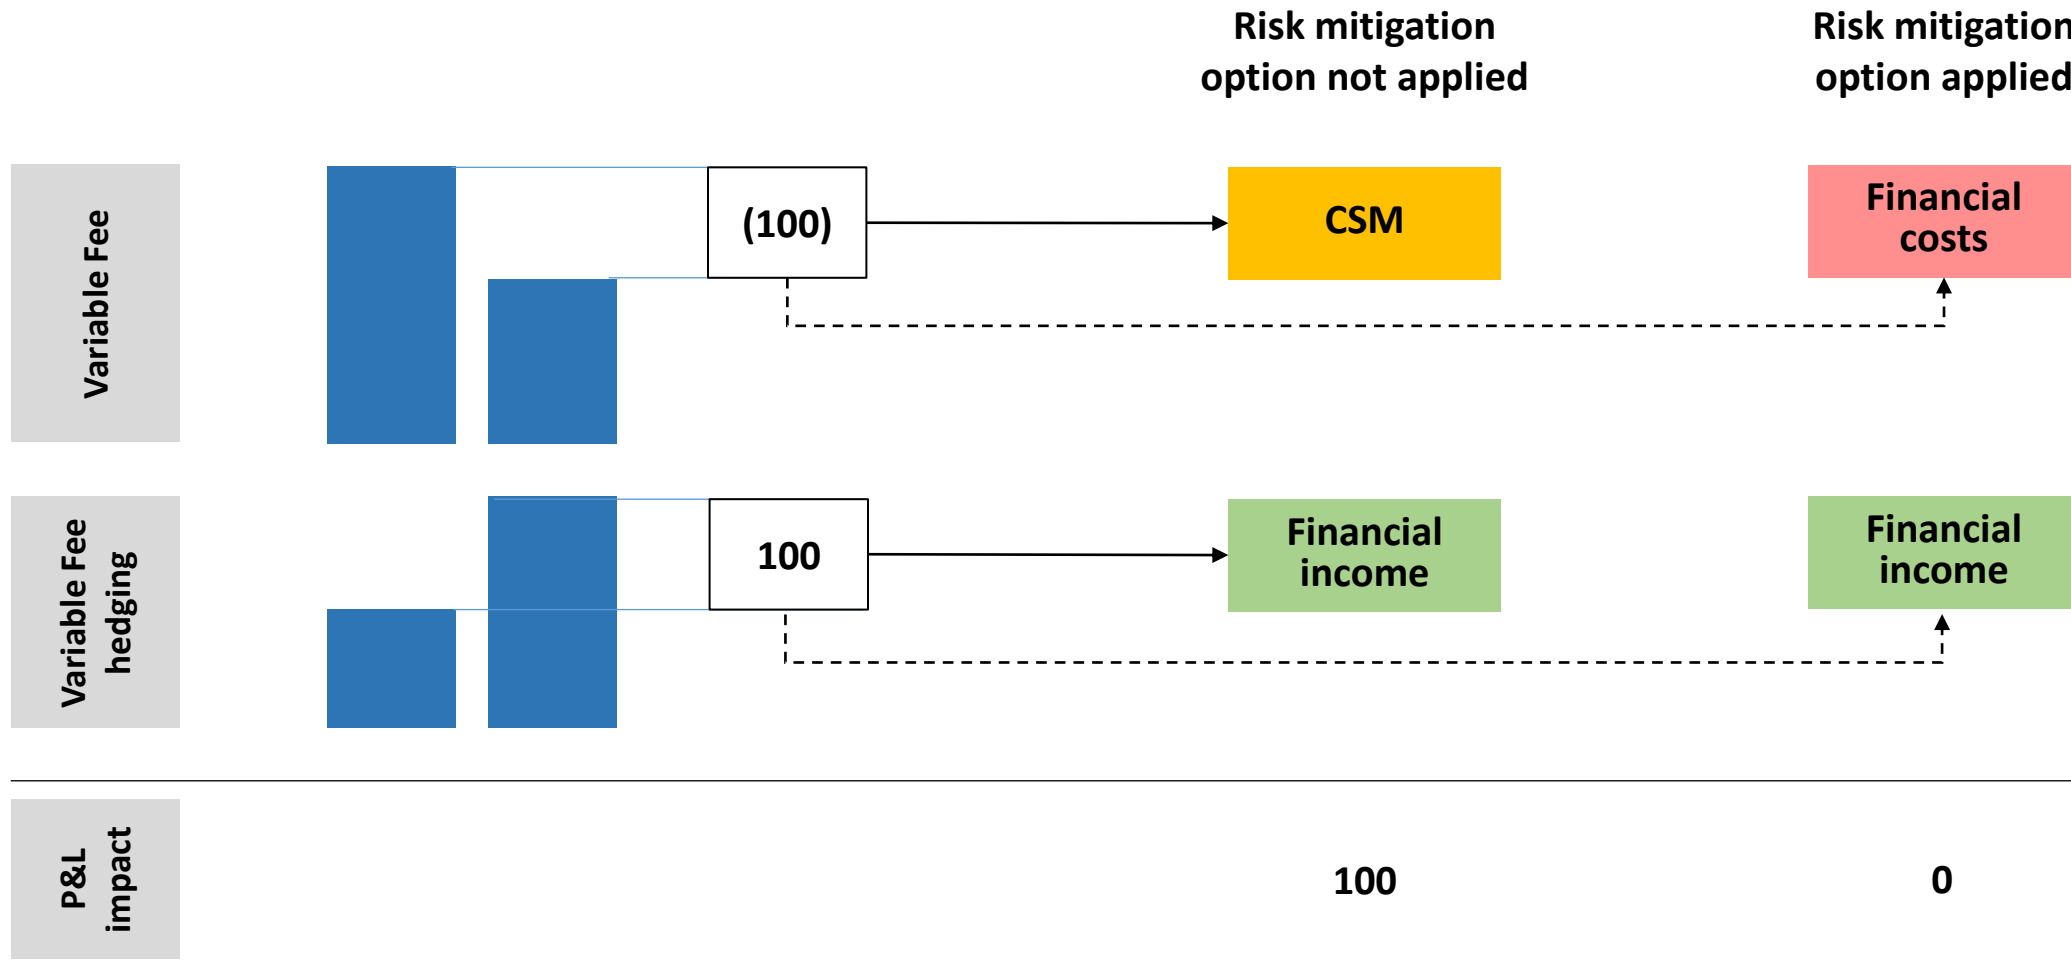 Risk mitigation
option not applied
Risk mitigation
option applied
Variable Fee
(100)
CSM
Financial
costs
Variable Fee
hedging
100
Financial
income
Financial
income
P&L
impact
100
0